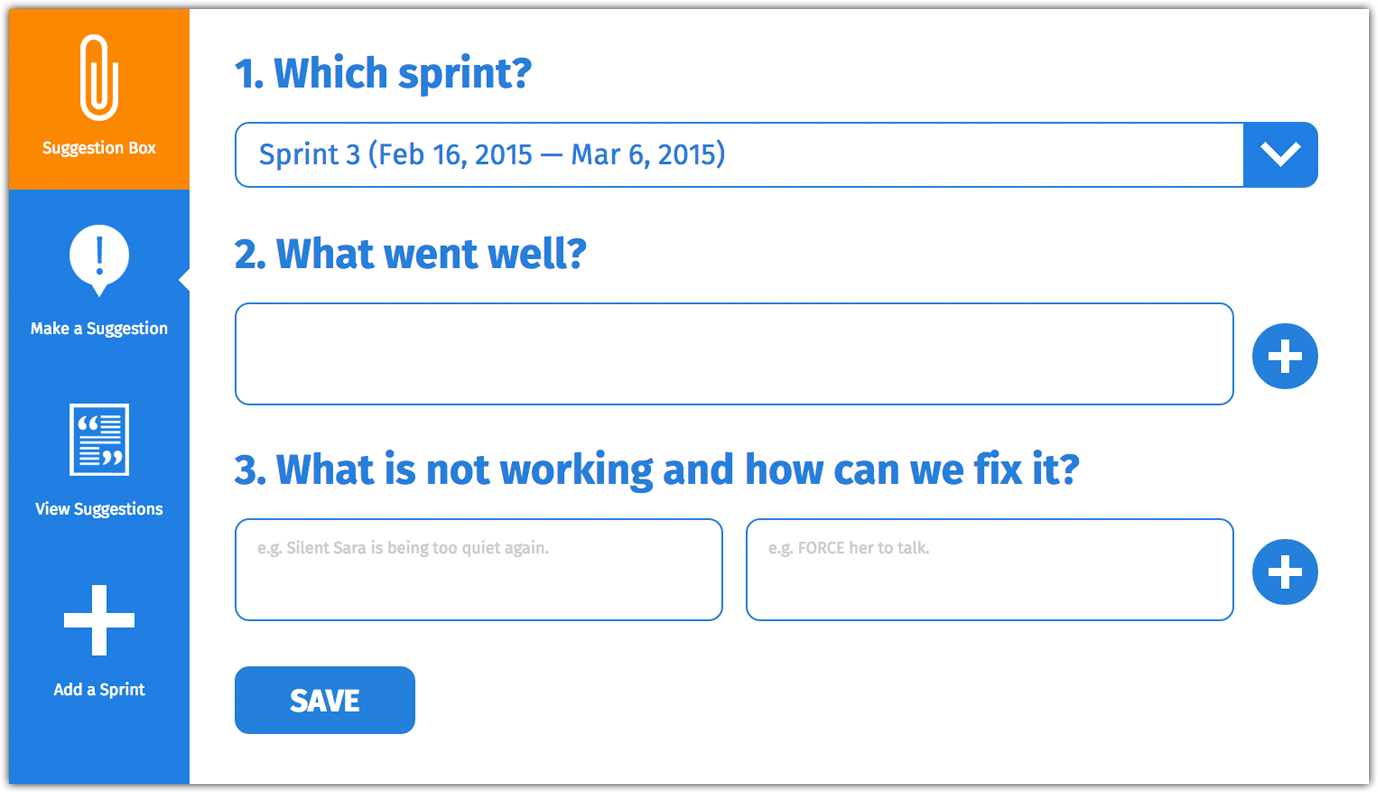 Suggestion Box
Make a Suggestion
View Suggestions
Add a Sprint
1. Which sprint?
Sprint 3 (Feb 16, 2015 — Mar 6, 2015)
2. What went well?
3. What is not working and how can we fix it?
e.g. Silent Sara is being too quiet again.
e.g. FORCE her to talk.
SAVE